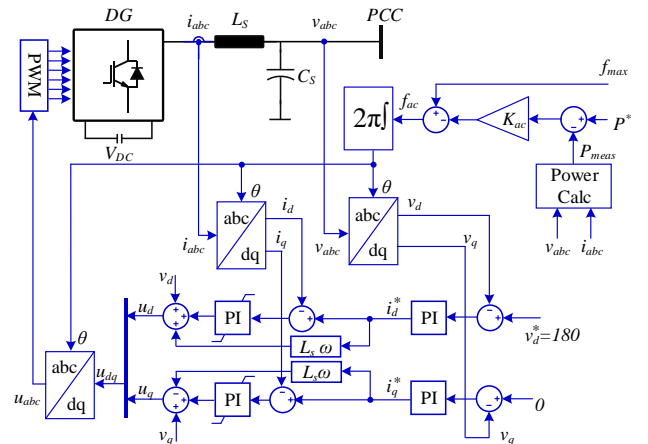 DG
i_abc
L_S
v_abc
PCC
PWM
C_S
V_DC
f_max
f_ac
2π∫
K_ac
P*
P_meas
Power
Calc
v_abc
i_abc
θ
θ
abc
dq
i_d
i_q
i_abc
abc
dq
v_d
v_q
v_abc
v_d
u_d
PI
i_d*
PI
v_d*=180
L_s ω
θ
abc
dq
u_dq
u_abc
L_sω
u_q
PI
i_q*
PI
0
v_q
v_q